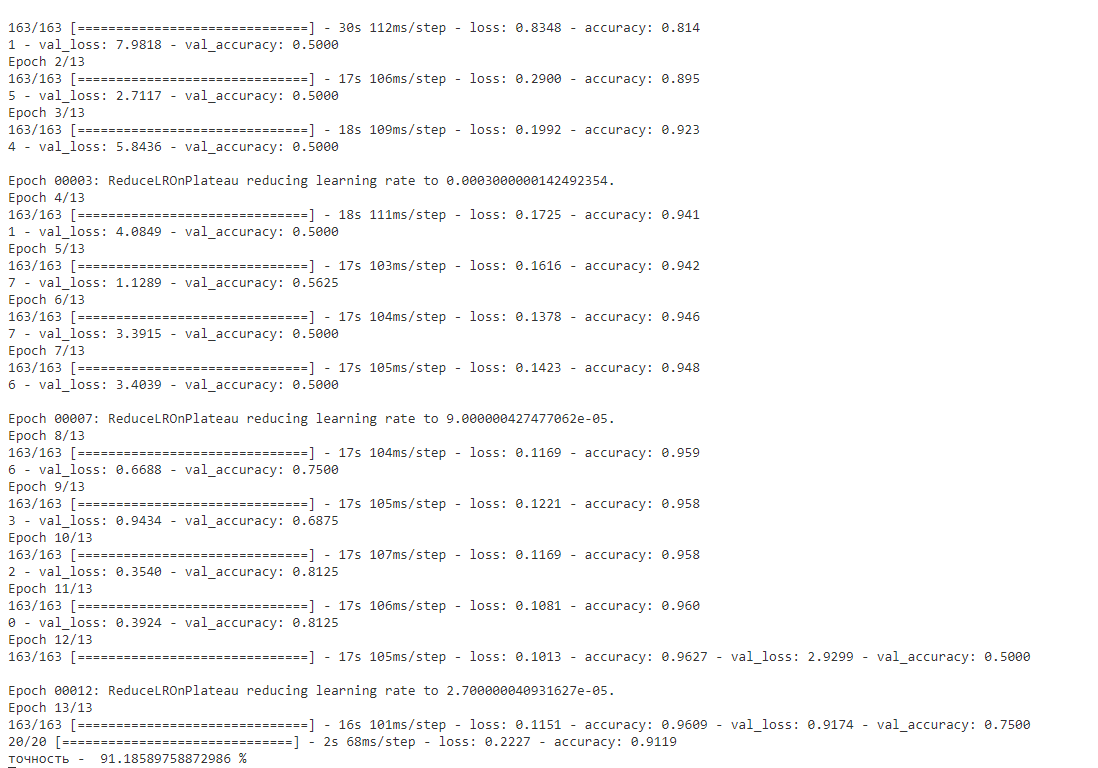 163/163 [==============================] - 30s 112ms/step - loss: 0.8348 - accuracy: 0.814
1 - val_loss: 7.9818 - val_accuracy: 0.5000
Epoch 2/13
163/163 [==============================] - 17s 106ms/step - loss: 0.2900 - accuracy: 0.895
5 - val_loss: 2.7117 - val_accuracy: 0.5000
Epoch 3/13
163/163 [==============================] - 18s 109ms/step - loss: 0.1992 - accuracy: 0.923
4 - val_loss: 5.8436 - val_accuracy: 0.5000
Epoch 00003: ReduceLROnPlateau reducing learning rate to 0.0003000000142492354.
Epoch 4/13
163/163 [==============================] - 18s 111ms/step - loss: 0.1725 - accuracy: 0.941
1 - val_loss: 4.0849 - val_accuracy: 0.5000
Epoch 5/13
163/163 [==============================] - 17s 103ms/step - loss: 0.1616 - accuracy: 0.942
7 - val_loss: 1.1289 - val_accuracy: 0.5625
Epoch 6/13
163/163 [==============================] - 17s 104ms/step - loss: 0.1378 - accuracy: 0.946
7 - val_loss: 3.3915 - val_accuracy: 0.5000
Epoch 7/13
163/163 [==============================] - 17s 105ms/step - loss: 0.1423 - accuracy: 0.948
6 - val_loss: 3.4039 - val_accuracy: 0.5000
Epoch 00007: ReduceLROnPlateau reducing learning rate to 9.000000427477062e-05.
Epoch 8/13
163/163 [==============================] - 17s 104ms/step - loss: 0.1169 - accuracy: 0.959
6 - val_loss: 0.6688 - val_accuracy: 0.7500
Epoch 9/13
163/163 [==============================] - 17s 105ms/step - loss: 0.1221 - accuracy: 0.958
3 - val_loss: 0.9434 - val_accuracy: 0.6875
Epoch 10/13
163/163 [==============================] - 17s 107ms/step - loss: 0.1169 - accuracy: 0.958
2 - val_loss: 0.3540 - val_accuracy: 0.8125
Epoch 11/13
163/163 [==============================] - 17s 106ms/step - loss: 0.1081 - accuracy: 0.960
0 - val_loss: 0.3924 - val_accuracy: 0.8125
Epoch 12/13
163/163 [==============================] - 17s 105ms/step - loss: 0.1013 - accuracy: 0.9627 - val_loss: 2.9299 - val_accuracy: 0.5000
Epoch 00012: ReduceLROnPlateau reducing learning rate to 2.700000040931627e-05.
Epoch 13/13
163/163 [==============================] - 16s 101ms/step - loss: 0.1151 - accuracy: 0.9609 - val_loss: 0.9174 - val_accuracy: 0.7500
20/20 [==============================] - 2s 68ms/step - loss: 0.2227 - accuracy: 0.9119
точность -  91.18589758872986 %